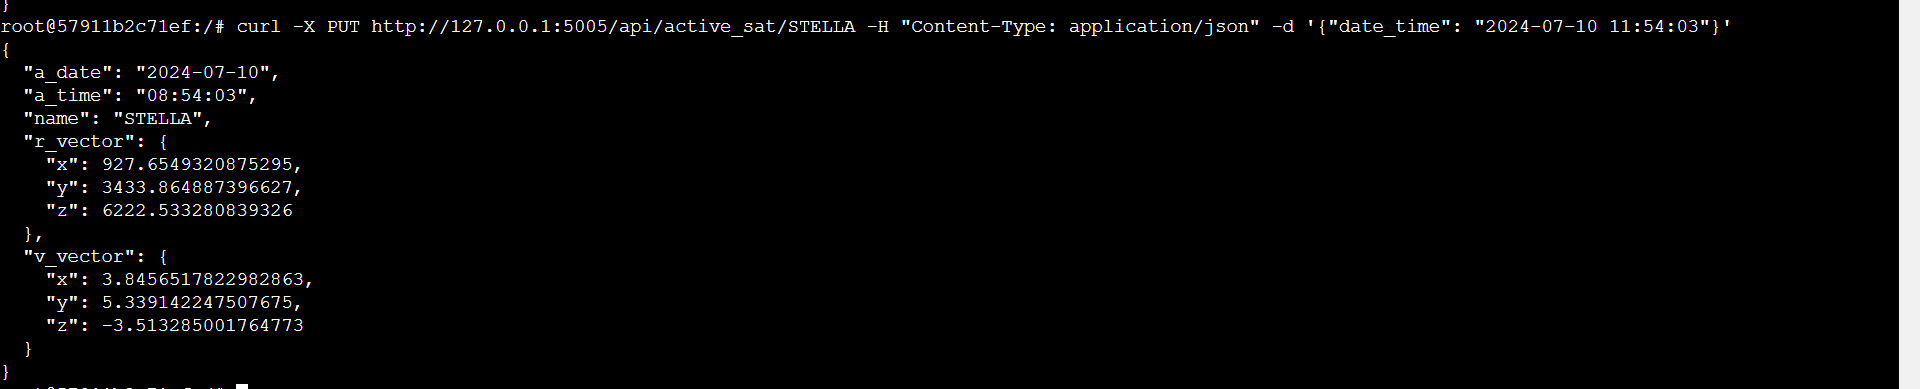 }
root@57911b2c71ef:/# curl -X PUT http://127.0.0.1:5005/api/active_sat/STELLA -H "Content-Type: application/json" -d '{"date_time": "2024-07-10 11:54:03"}'
{
  "a_date": "2024-07-10",
  "a_time": "08:54:03",
  "name": "STELLA",
  "r_vector": {
    "x": 927.6549320875295,
    "y": 3433.864887396627,
    "z": 6222.533280839326
  },
  "v_vector": {
    "x": 3.8456517822982863,
    "y": 5.339142247507675,
    "z": -3.513285001764773
  }
}